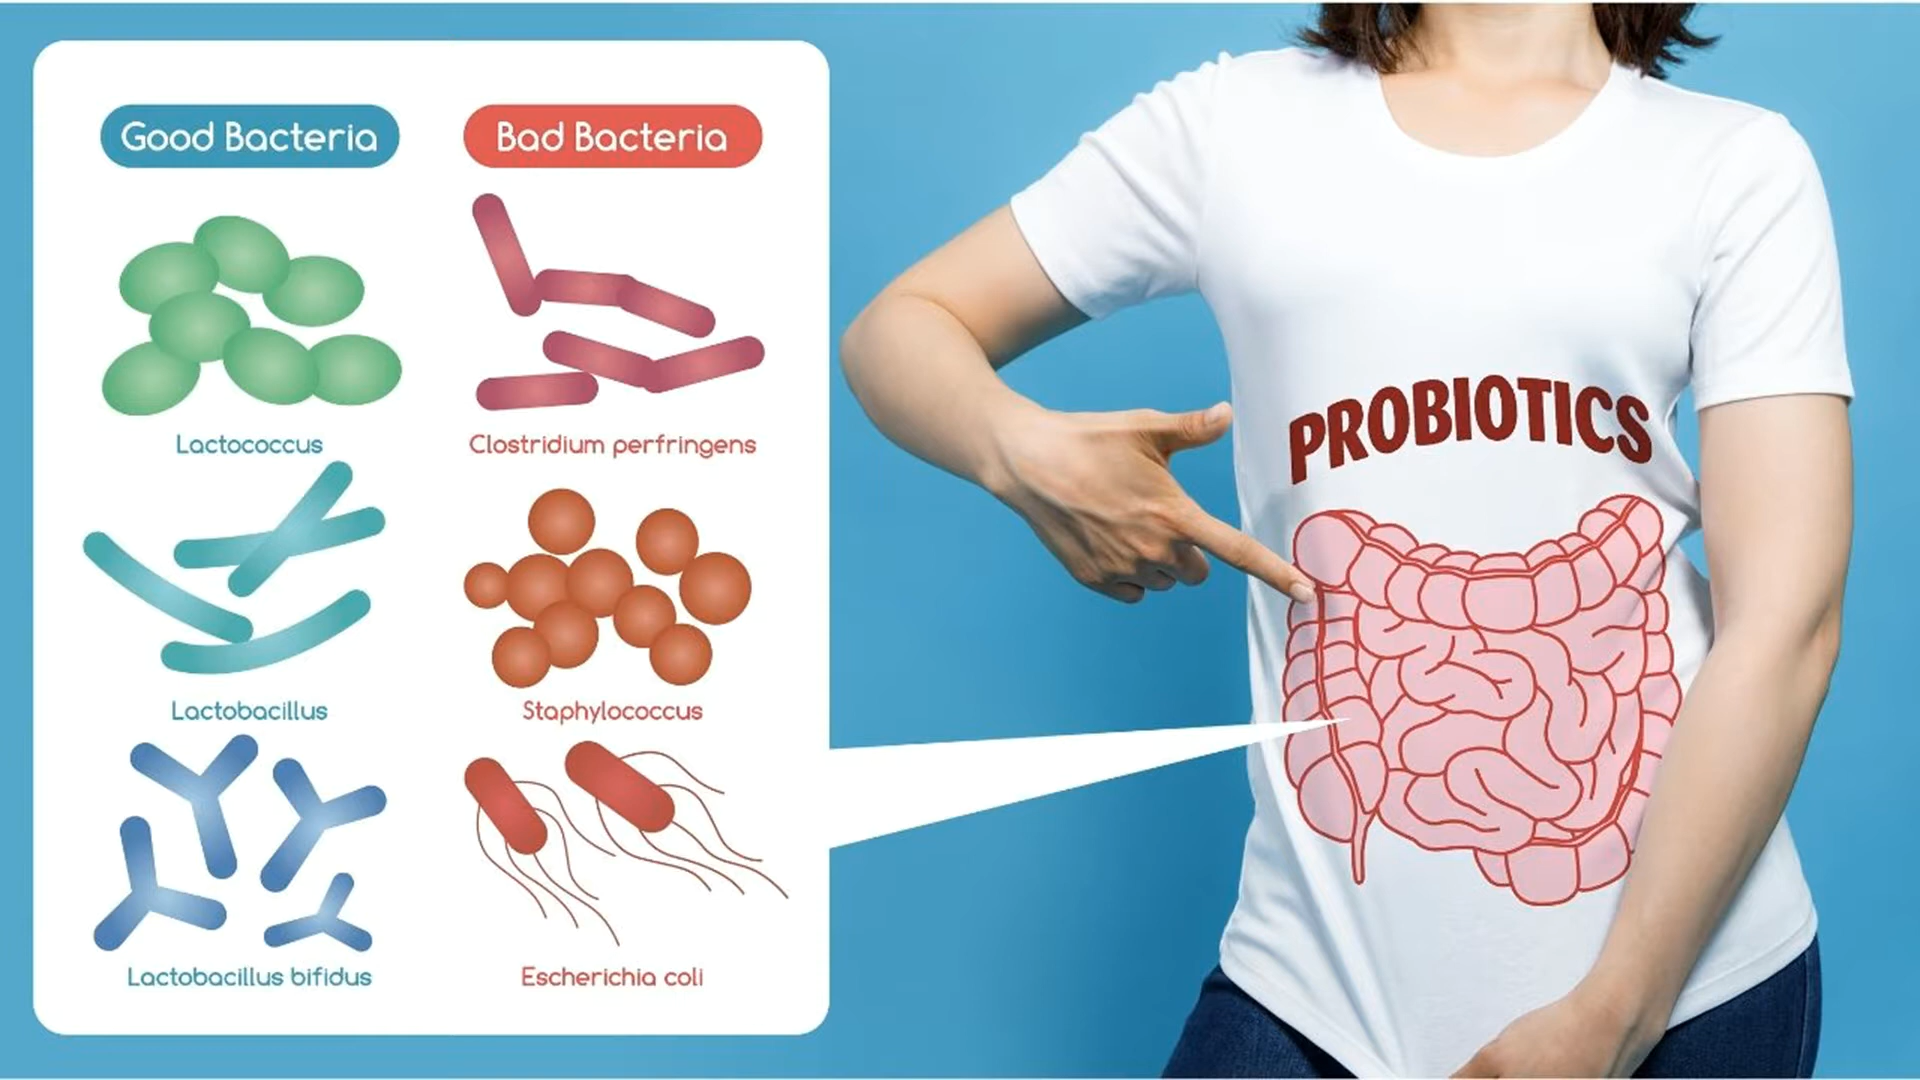 Good Bacteria
Bad Bacteria
Lactococcus
Clostridium perfringens
Lactobacillus
Staphylococcus
Lactobacillus bifidus
Escherichia coli
PROBIOTICS